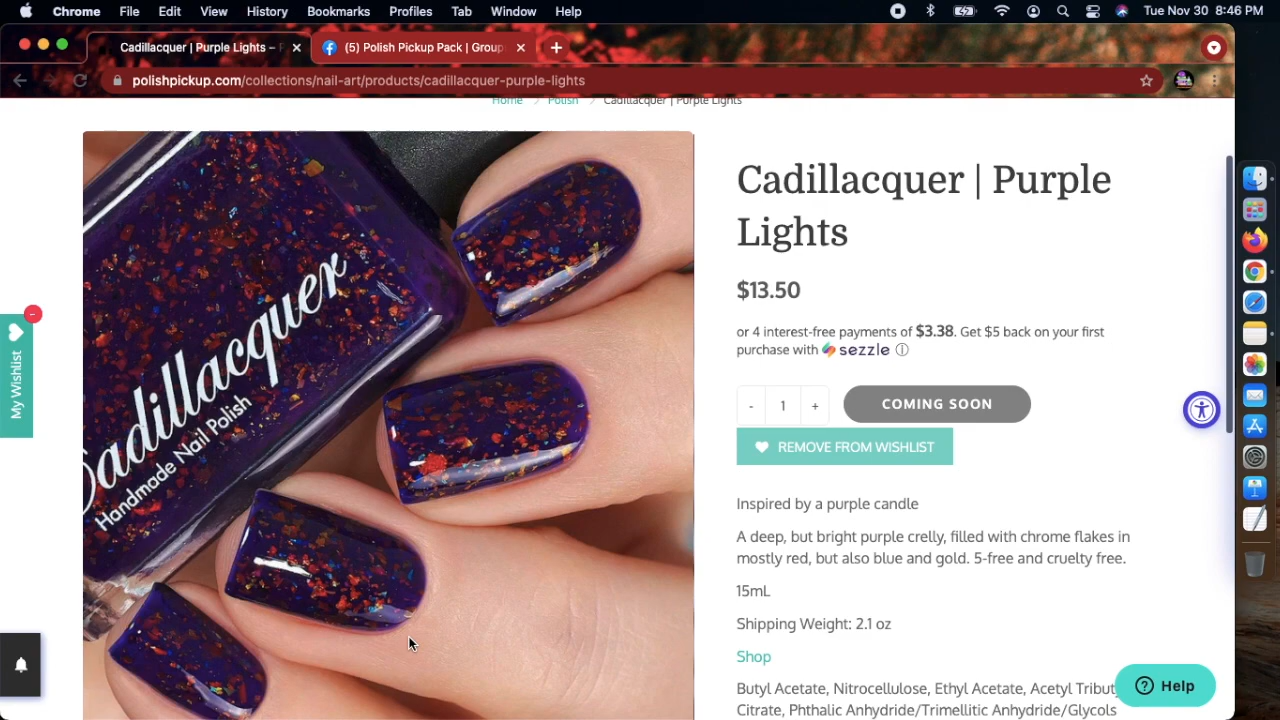 Chrome File Edit View History Bookmarks Profiles Tab Window Help Tue Nov 30 8:46 PM
Cadillacquer | Purple Lights – (5) Polish Pickup Pack | Group
polishpickup.com/collections/nail-art/products/cadillacquer-purple-lights
Home Polish Cadillacquer | Purple Lights
Cadillacquer
Handmade Nail Polish
My Wishlist
Cadillacquer | Purple
Lights
$13.50
or 4 interest-free payments of $3.38. Get $5 back on your first
purchase with sezzle
- 1 +
COMING SOON
REMOVE FROM WISHLIST
Inspired by a purple candle
A deep, but bright purple crelly, filled with chrome flakes in
mostly red, but also blue and gold. 5-free and cruelty free.
15mL
Shipping Weight: 2.1 oz
Shop
Butyl Acetate, Nitrocellulose, Ethyl Acetate, Acetyl Tribut
Citrate, Phthalic Anhydride/Trimellitic Anhydride/Glycols
Help